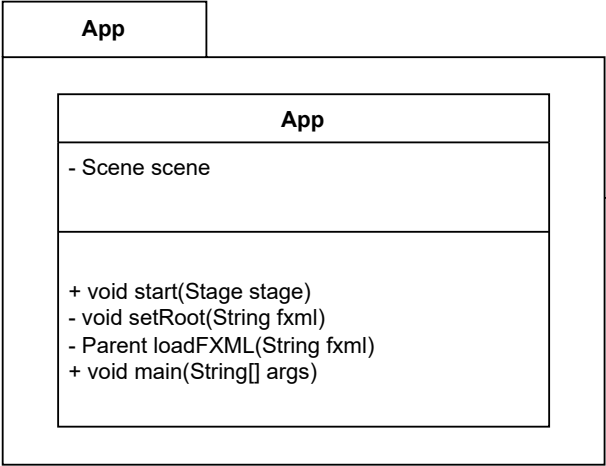 App
App
- Scene scene
+ void start(Stage stage)
- void setRoot(String fxml)
- Parent loadFXML(String fxml)
+ void main(String[] args)